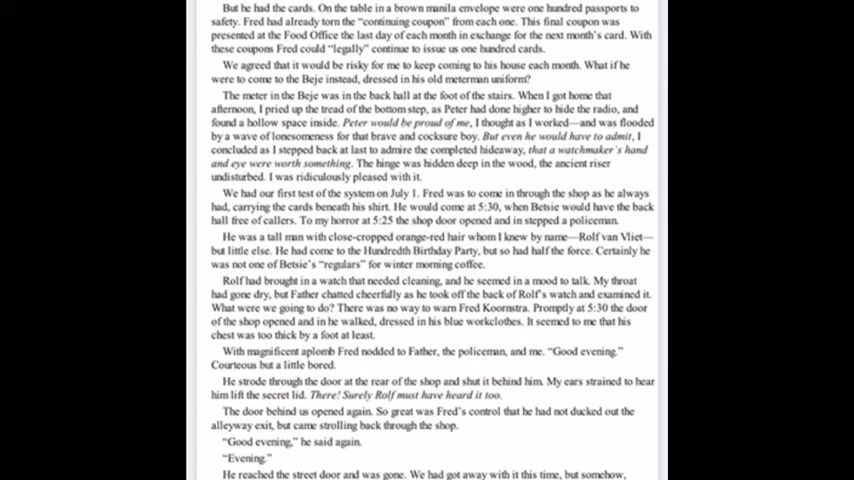 But he had the cards. On the table in a brown manila envelope were one hundred passports to
safety. Fred had already torn the “continuing coupon” from each one. This final coupon was
presented at the Food Office the last day of each month in exchange for the next month’s card. With
these coupons Fred could “legally” continue to issue us one hundred cards.
We agreed that it would be risky for me to keep coming to his house each month. What if he
were to come to the Beje instead, dressed in his old meterman uniform?
The meter in the Beje was in the back hall at the foot of the stairs. When I got home that
afternoon, I pried up the tread of the bottom step, as Peter had done higher to hide the radio, and
found a hollow space inside. Peter would be proud of me, I thought as I worked—and was flooded
by a wave of lonesomeness for that brave and cocksure boy. But even he would have to admit, I
concluded as I stepped back at last to admire the completed hideaway, that a watchmaker’s hand
and eye were worth something. The hinge was hidden deep in the wood, the ancient riser
undisturbed. I was ridiculously pleased with it.
We had our first test of the system on July 1. Fred was to come in through the shop as he always
had, carrying the cards beneath his shirt. He would come at 5:30, when Betsie would have the back
hall free of callers. To my horror at 5:25 the shop door opened and in stepped a policeman.
He was a tall man with close-cropped orange-red hair whom I knew by name—Rolf van Vliet—
but little else. He had come to the Hundredth Birthday Party, but so had half the force. Certainly he
was not one of Betsie’s “regulars” for winter morning coffee.
Rolf had brought in a watch that needed cleaning, and he seemed in a mood to talk. My throat
had gone dry, but Father chatted cheerfully as he took off the back of Rolf’s watch and examined it.
What were we going to do? There was no way to warn Fred Koornstra. Promptly at 5:30 the door
of the shop opened and in he walked, dressed in his blue workclothes. It seemed to me that his
chest was too thick by a foot at least.
With magnificent aplomb Fred nodded to Father, the policeman, and me. “Good evening.”
Courteous but a little bored.
He strode through the door at the rear of the shop and shut it behind him. My ears strained to hear
him lift the secret lid. There! Surely Rolf must have heard it too.
The door behind us opened again. So great was Fred’s control that he had not ducked out the
alleyway exit, but came strolling back through the shop.
“Good evening,” he said again.
“Evening.”
He reached the street door and was gone. We had got away with it this time, but somehow,